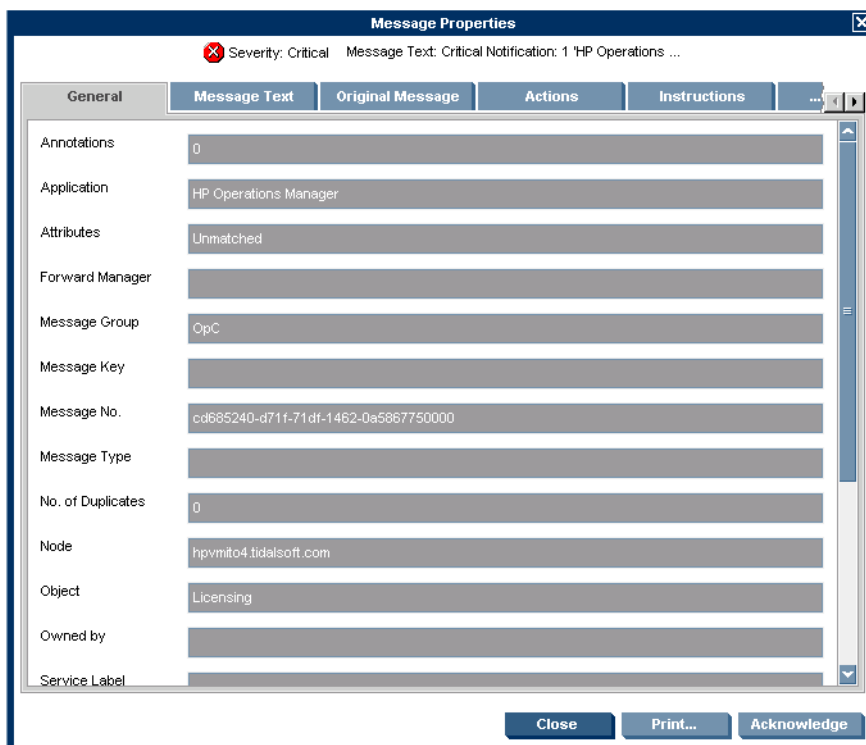 Message Properties
Severity: Critical Message Text: Critical Notification: 1 'HP Operations ...
General Message Text Original Message Actions Instructions ...
Annotations 0
Application HP Operations Manager
Attributes Unmatched
Forward Manager
Message Group OpC
Message Key
Message No. cd685240-d71f-71df-1462-0a5867750000
Message Type
No. of Duplicates 0
Node hpvmito4.tidalsoft.com
Object Licensing
Owned by
Service Label
Close Print... Acknowledge